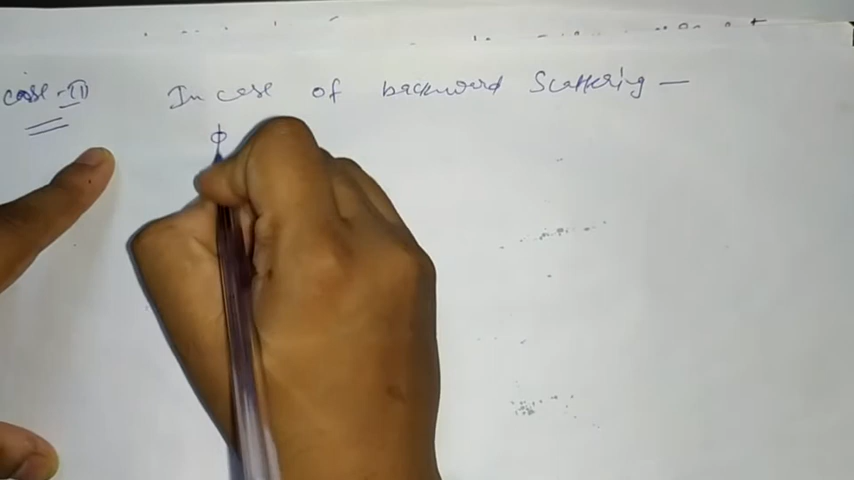 case-II In case of backward Scattering —
ϕ